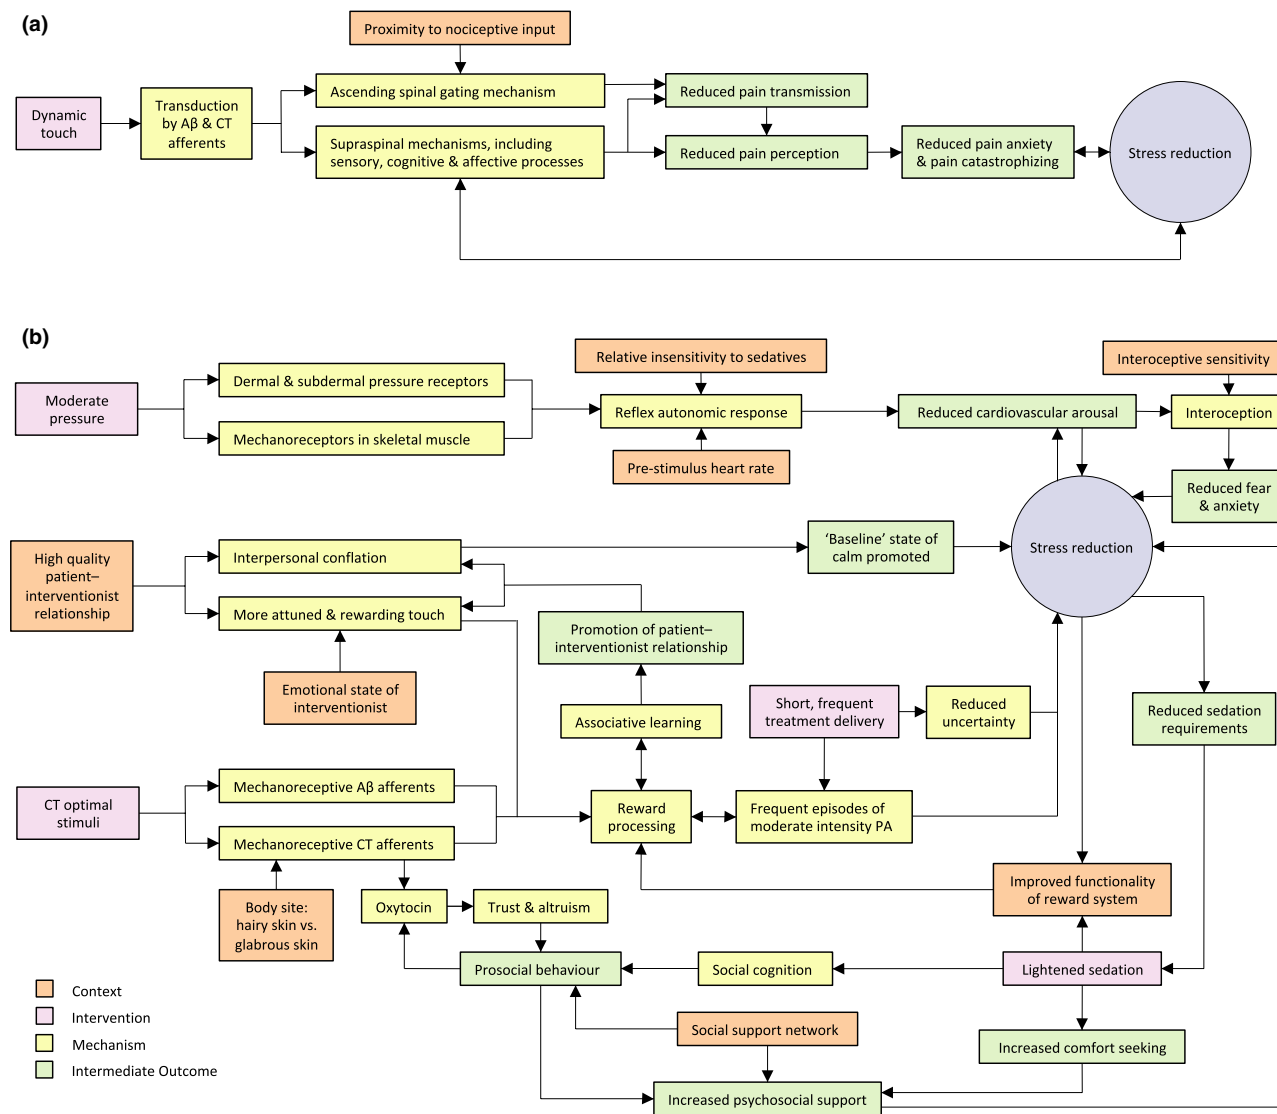 (a)
Proximity to nociceptive input
Dynamic
touch
Transduction
by Aβ & CT
afferents
Ascending spinal gating mechanism
Supraspinal mechanisms, including
sensory, cognitive & affective processes
Reduced pain transmission
Reduced pain perception
Reduced pain anxiety
& pain catastrophizing
Stress reduction
(b)
Moderate
pressure
Dermal & subdermal pressure receptors
Mechanoreceptors in skeletal muscle
Relative insensitivity to sedatives
Reflex autonomic response
Pre-stimulus heart rate
Reduced cardiovascular arousal
Interoceptive sensitivity
Interoception
Reduced fear
& anxiety
High quality
patient–
interventionist
relationship
Interpersonal conflation
More attuned & rewarding touch
Emotional state of
interventionist
‘Baseline’ state of
calm promoted
Stress reduction
Promotion of patient–
interventionist relationship
Associative learning
Short, frequent
treatment delivery
Reduced
uncertainty
Reduced sedation
requirements
CT optimal
stimuli
Mechanoreceptive Aβ afferents
Mechanoreceptive CT afferents
Body site:
hairy skin vs.
glabrous skin
Reward
processing
Frequent episodes of
moderate intensity PA
Oxytocin
Trust & altruism
Improved functionality
of reward system
Prosocial behaviour
Social cognition
Lightened sedation
Social support network
Increased comfort seeking
Increased psychosocial support
Context
Intervention
Mechanism
Intermediate Outcome